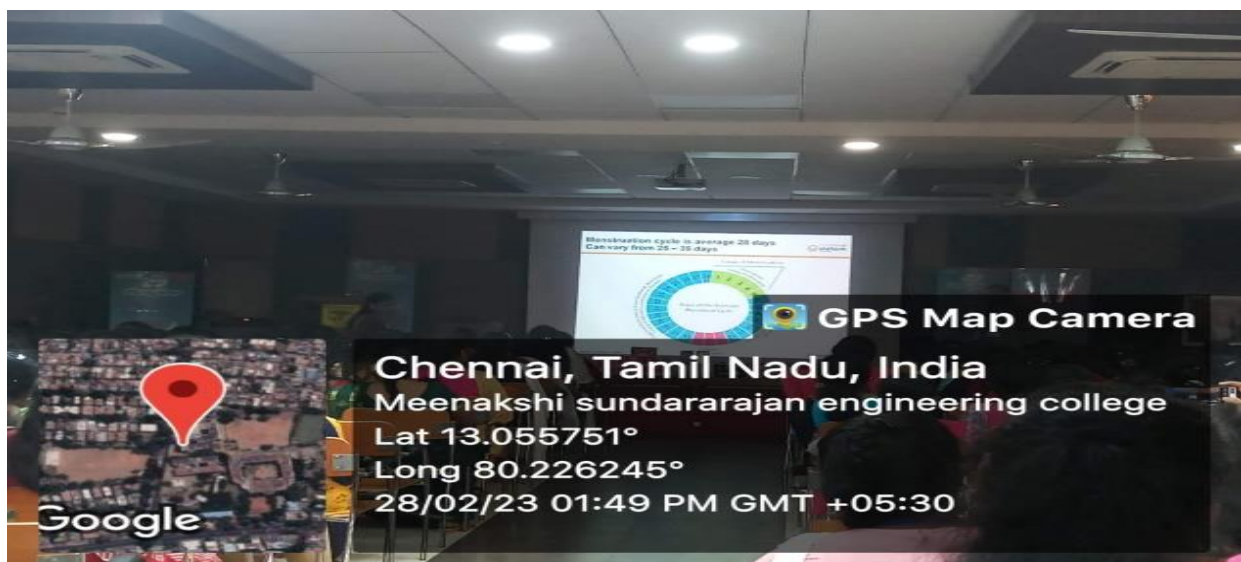 Menstruation cycle is average 28 days
Can vary from 25 – 35 days
GPS Map Camera
Chennai, Tamil Nadu, India
Meenakshi sundararajan engineering college
Lat 13.055751°
Long 80.226245°
28/02/23 01:49 PM GMT +05:30
Google